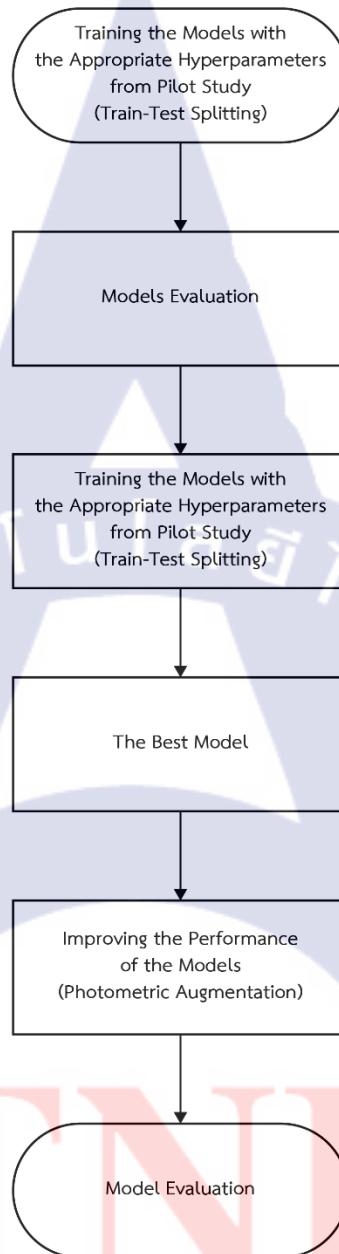 Training the Models with
the Appropriate Hyperparameters
from Pilot Study
(Train-Test Splitting)
Models Evaluation
Training the Models with
the Appropriate Hyperparameters
from Pilot Study
(Train-Test Splitting)
The Best Model
Improving the Performance
of the Models
(Photometric Augmentation)
Model Evaluation